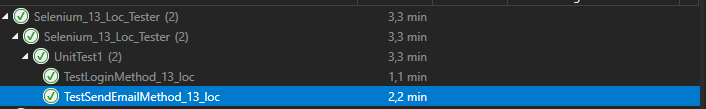 Selenium_13_Loc_Tester (2) 3,3 min
Selenium_13_Loc_Tester (2) 3,3 min
UnitTest1 (2) 3,3 min
TestLoginMethod_13_loc 1,1 min
TestSendEmailMethod_13_loc 2,2 min